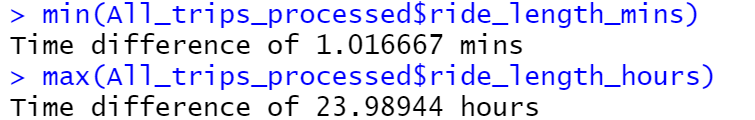 > min(All_trips_processed$ride_length_mins)
Time difference of 1.016667 mins
> max(All_trips_processed$ride_length_hours)
Time difference of 23.98944 hours